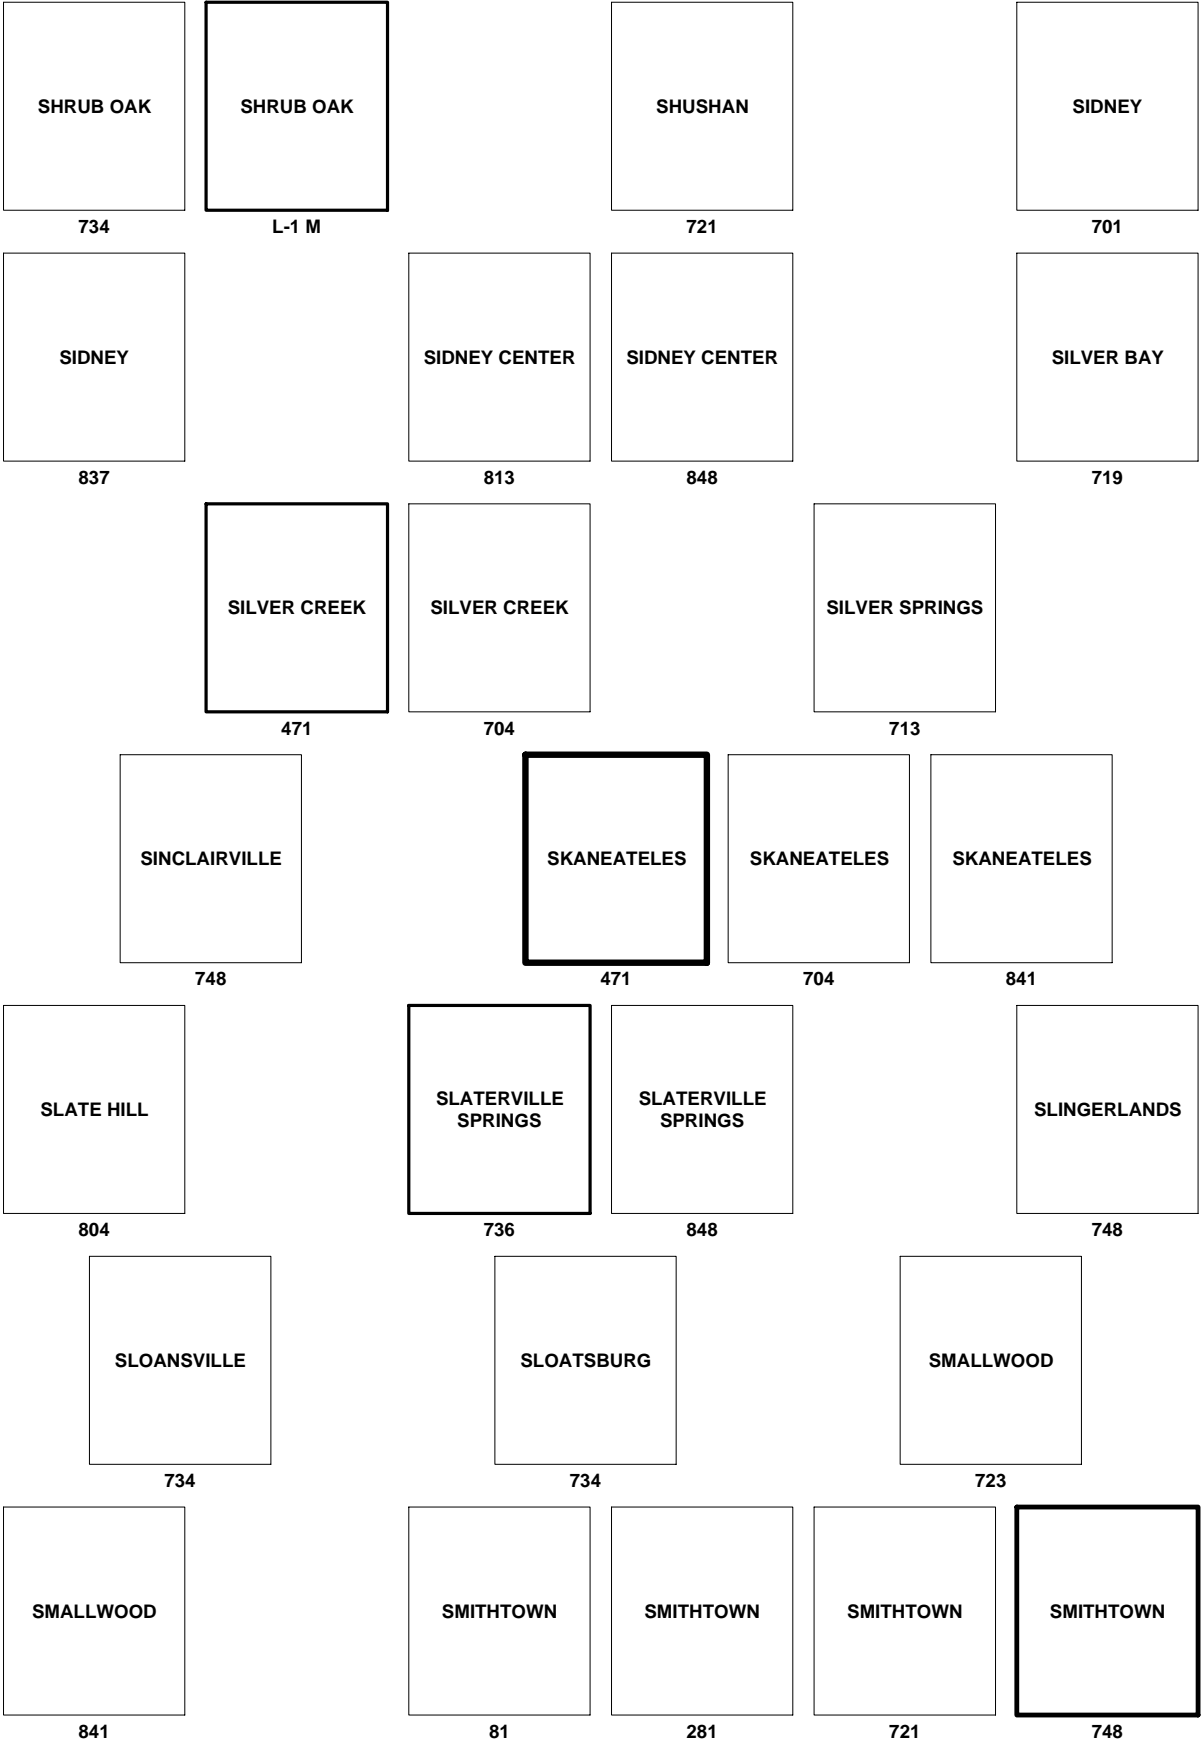 SHRUB OAK
734
SHRUB OAK
L-1 M
SHUSHAN
721
SIDNEY
701
SIDNEY
837
SIDNEY CENTER
813
SIDNEY CENTER
848
SILVER BAY
719
SILVER CREEK
471
SILVER CREEK
704
SILVER SPRINGS
713
SINCLAIRVILLE
748
SKANEATELES
471
SKANEATELES
704
SKANEATELES
841
SLATE HILL
804
SLATERVILLE
SPRINGS
736
SLATERVILLE
SPRINGS
848
SLINGERLANDS
748
SLOANSVILLE
734
SLOATSBURG
734
SMALLWOOD
723
SMALLWOOD
841
SMITHTOWN
81
SMITHTOWN
281
SMITHTOWN
721
SMITHTOWN
748